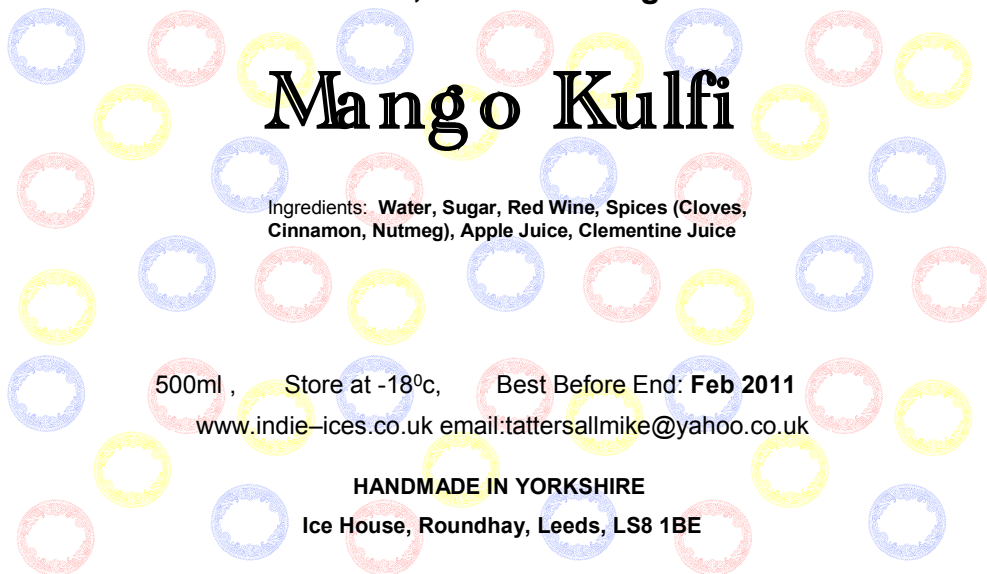 Mango Kulfi
Ingredients: Water, Sugar, Red Wine, Spices (Cloves,
Cinnamon, Nutmeg), Apple Juice, Clementine Juice
500ml , Store at -18⁰c, Best Before End: Feb 2011
www.indie–ices.co.uk email:tattersallmike@yahoo.co.uk
HANDMADE IN YORKSHIRE
Ice House, Roundhay, Leeds, LS8 1BE